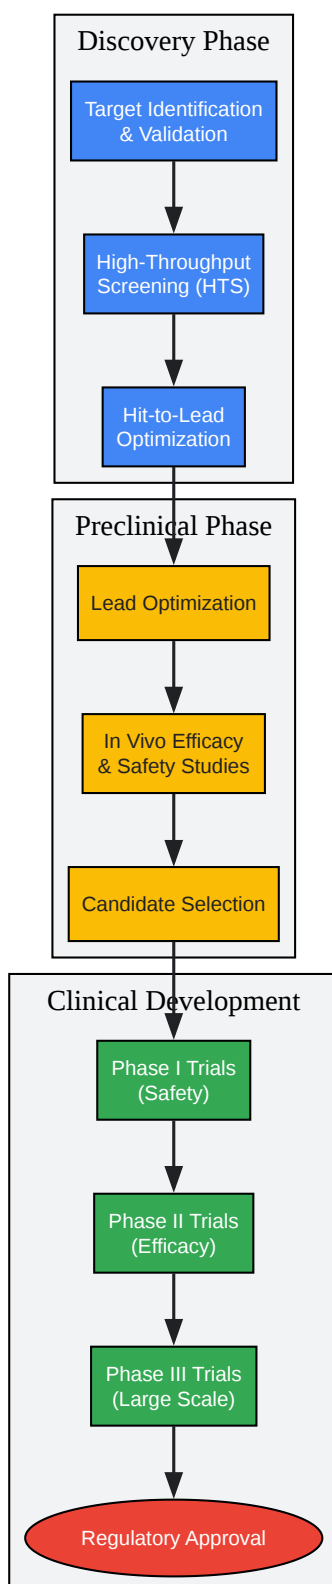 Discovery Phase
Target Identification
& Validation
High-Throughput
Screening (HTS)
Hit-to-Lead
Optimization
Preclinical Phase
Lead Optimization
In Vivo Efficacy
& Safety Studies
Candidate Selection
Clinical Development
Phase I Trials
(Safety)
Phase II Trials
(Efficacy)
Phase III Trials
(Large Scale)
Regulatory Approval